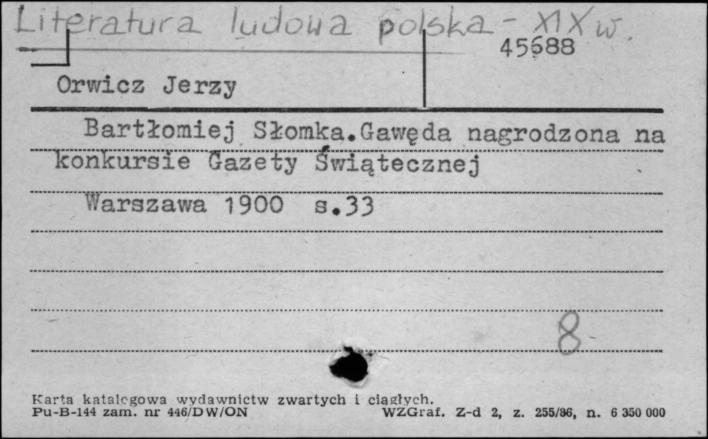 Literatura ludowa polska - XIX w.
45688
Orwicz Jerzy
Bartłomiej Słomka.Gawęda nagrodzona na
konkursie Gazety Świątecznej
Warszawa 1900 s.33
8
Karta katalogowa wydawnictw zwartych i ciągłych.
Pu-B-144 zam. nr 446/DW/ON WZGraf. Z-d 2, z. 255/86, n. 6 350 000